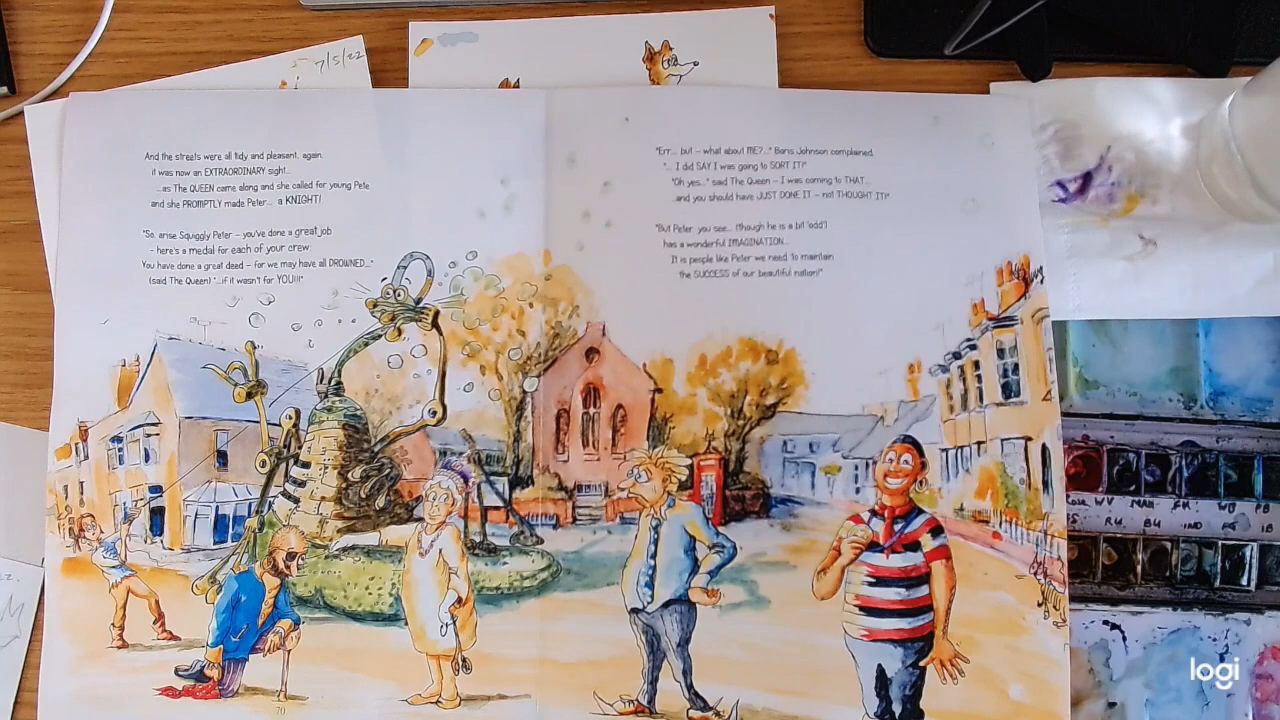 7/5/22
And the streets were all tidy and pleasant, again,
it was now an EXTRAORDINARY sight...
...as The QUEEN came along and she called for young Pete
and she PROMPTLY made Peter... a KNIGHT!
"So, arise Squiggly Peter – you've done a great job
– here's a medal for each of your crew:
You have done a great deed – for we may have all DROWNED..."
(said The Queen) "...if it wasn't for YOU!!!"
70
"Err... but – what about ME?..." Boris Johnson complained,
"... I did SAY I was going to SORT IT!"
"Oh yes..." said The Queen – I was coming to THAT...
...and you should have JUST DONE IT – not THOUGHT IT!"
"But Peter, you see... (though he is a bit 'odd')
has a wonderful IMAGINATION...
It is people like Peter we need, to maintain
the SUCCESS of our beautiful nation!"
logi